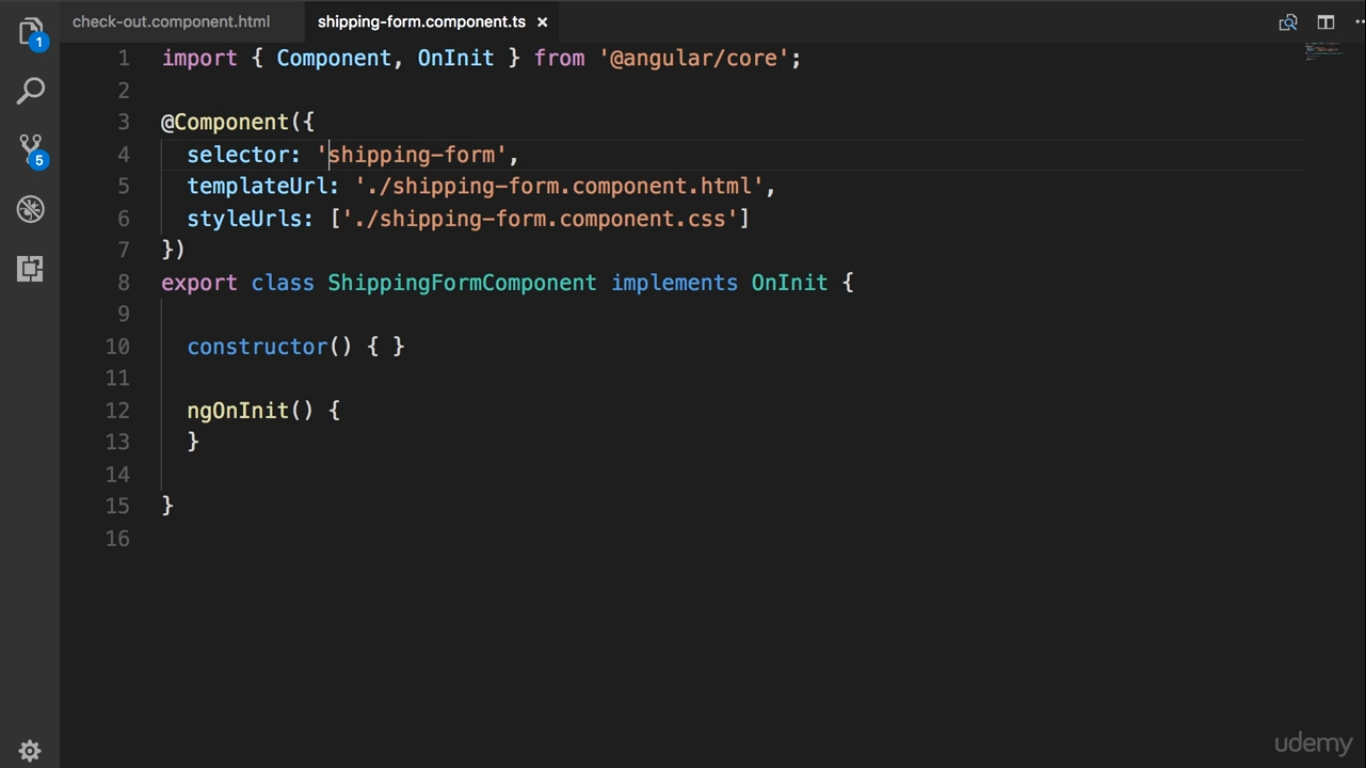 check-out.component.html
shipping-form.component.ts ×
1
5
1 import { Component, OnInit } from '@angular/core';
2
3 @Component({
4 selector: 'shipping-form',
5 templateUrl: './shipping-form.component.html',
6 styleUrls: ['./shipping-form.component.css']
7 })
8 export class ShippingFormComponent implements OnInit {
9
10 constructor() { }
11
12 ngOnInit() {
13 }
14
15 }
16
udemy